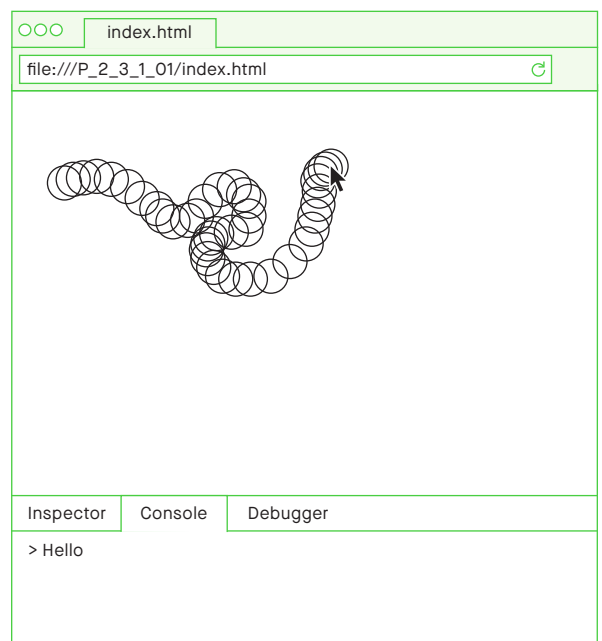 index.html
file:///P_2_3_1_01/index.html
Inspector Console Debugger
> Hello